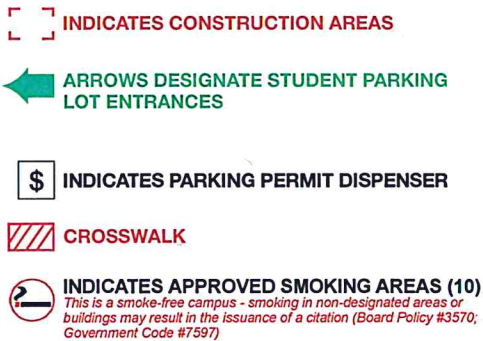 INDICATES CONSTRUCTION AREAS
ARROWS DESIGNATE STUDENT PARKING
LOT ENTRANCES
$ INDICATES PARKING PERMIT DISPENSER
CROSSWALK
INDICATES APPROVED SMOKING AREAS (10)
This is a smoke-free campus - smoking in non-designated areas or
buildings may result in the issuance of a citation (Board Policy #3570;
Government Code #7597)